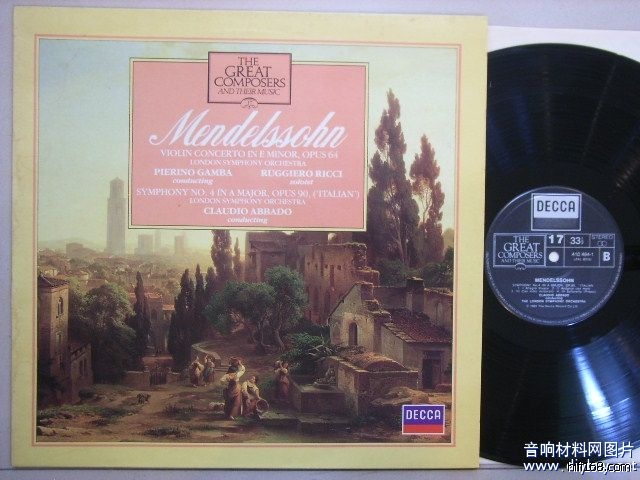 THE
GREAT
COMPOSERS
AND THEIR MUSIC
17
Mendelssohn
VIOLIN CONCERTO IN E MINOR, OPUS 64
LONDON SYMPHONY ORCHESTRA
PIERINO GAMBA RUGGIERO RICCI
conducting soloist
SYMPHONY NO. 4 IN A MAJOR, OPUS 90, ('ITALIAN')
LONDON SYMPHONY ORCHESTRA
CLAUDIO ABBADO
conducting
DECCA
DECCA
THE
GREAT
COMPOSERS
AND THEIR MUSIC
17 33⅓ STEREO
B
MENDELSSOHN
CLAUDIO ABBADO
THE LONDON SYMPHONY ORCHESTRA
音响材料网图片